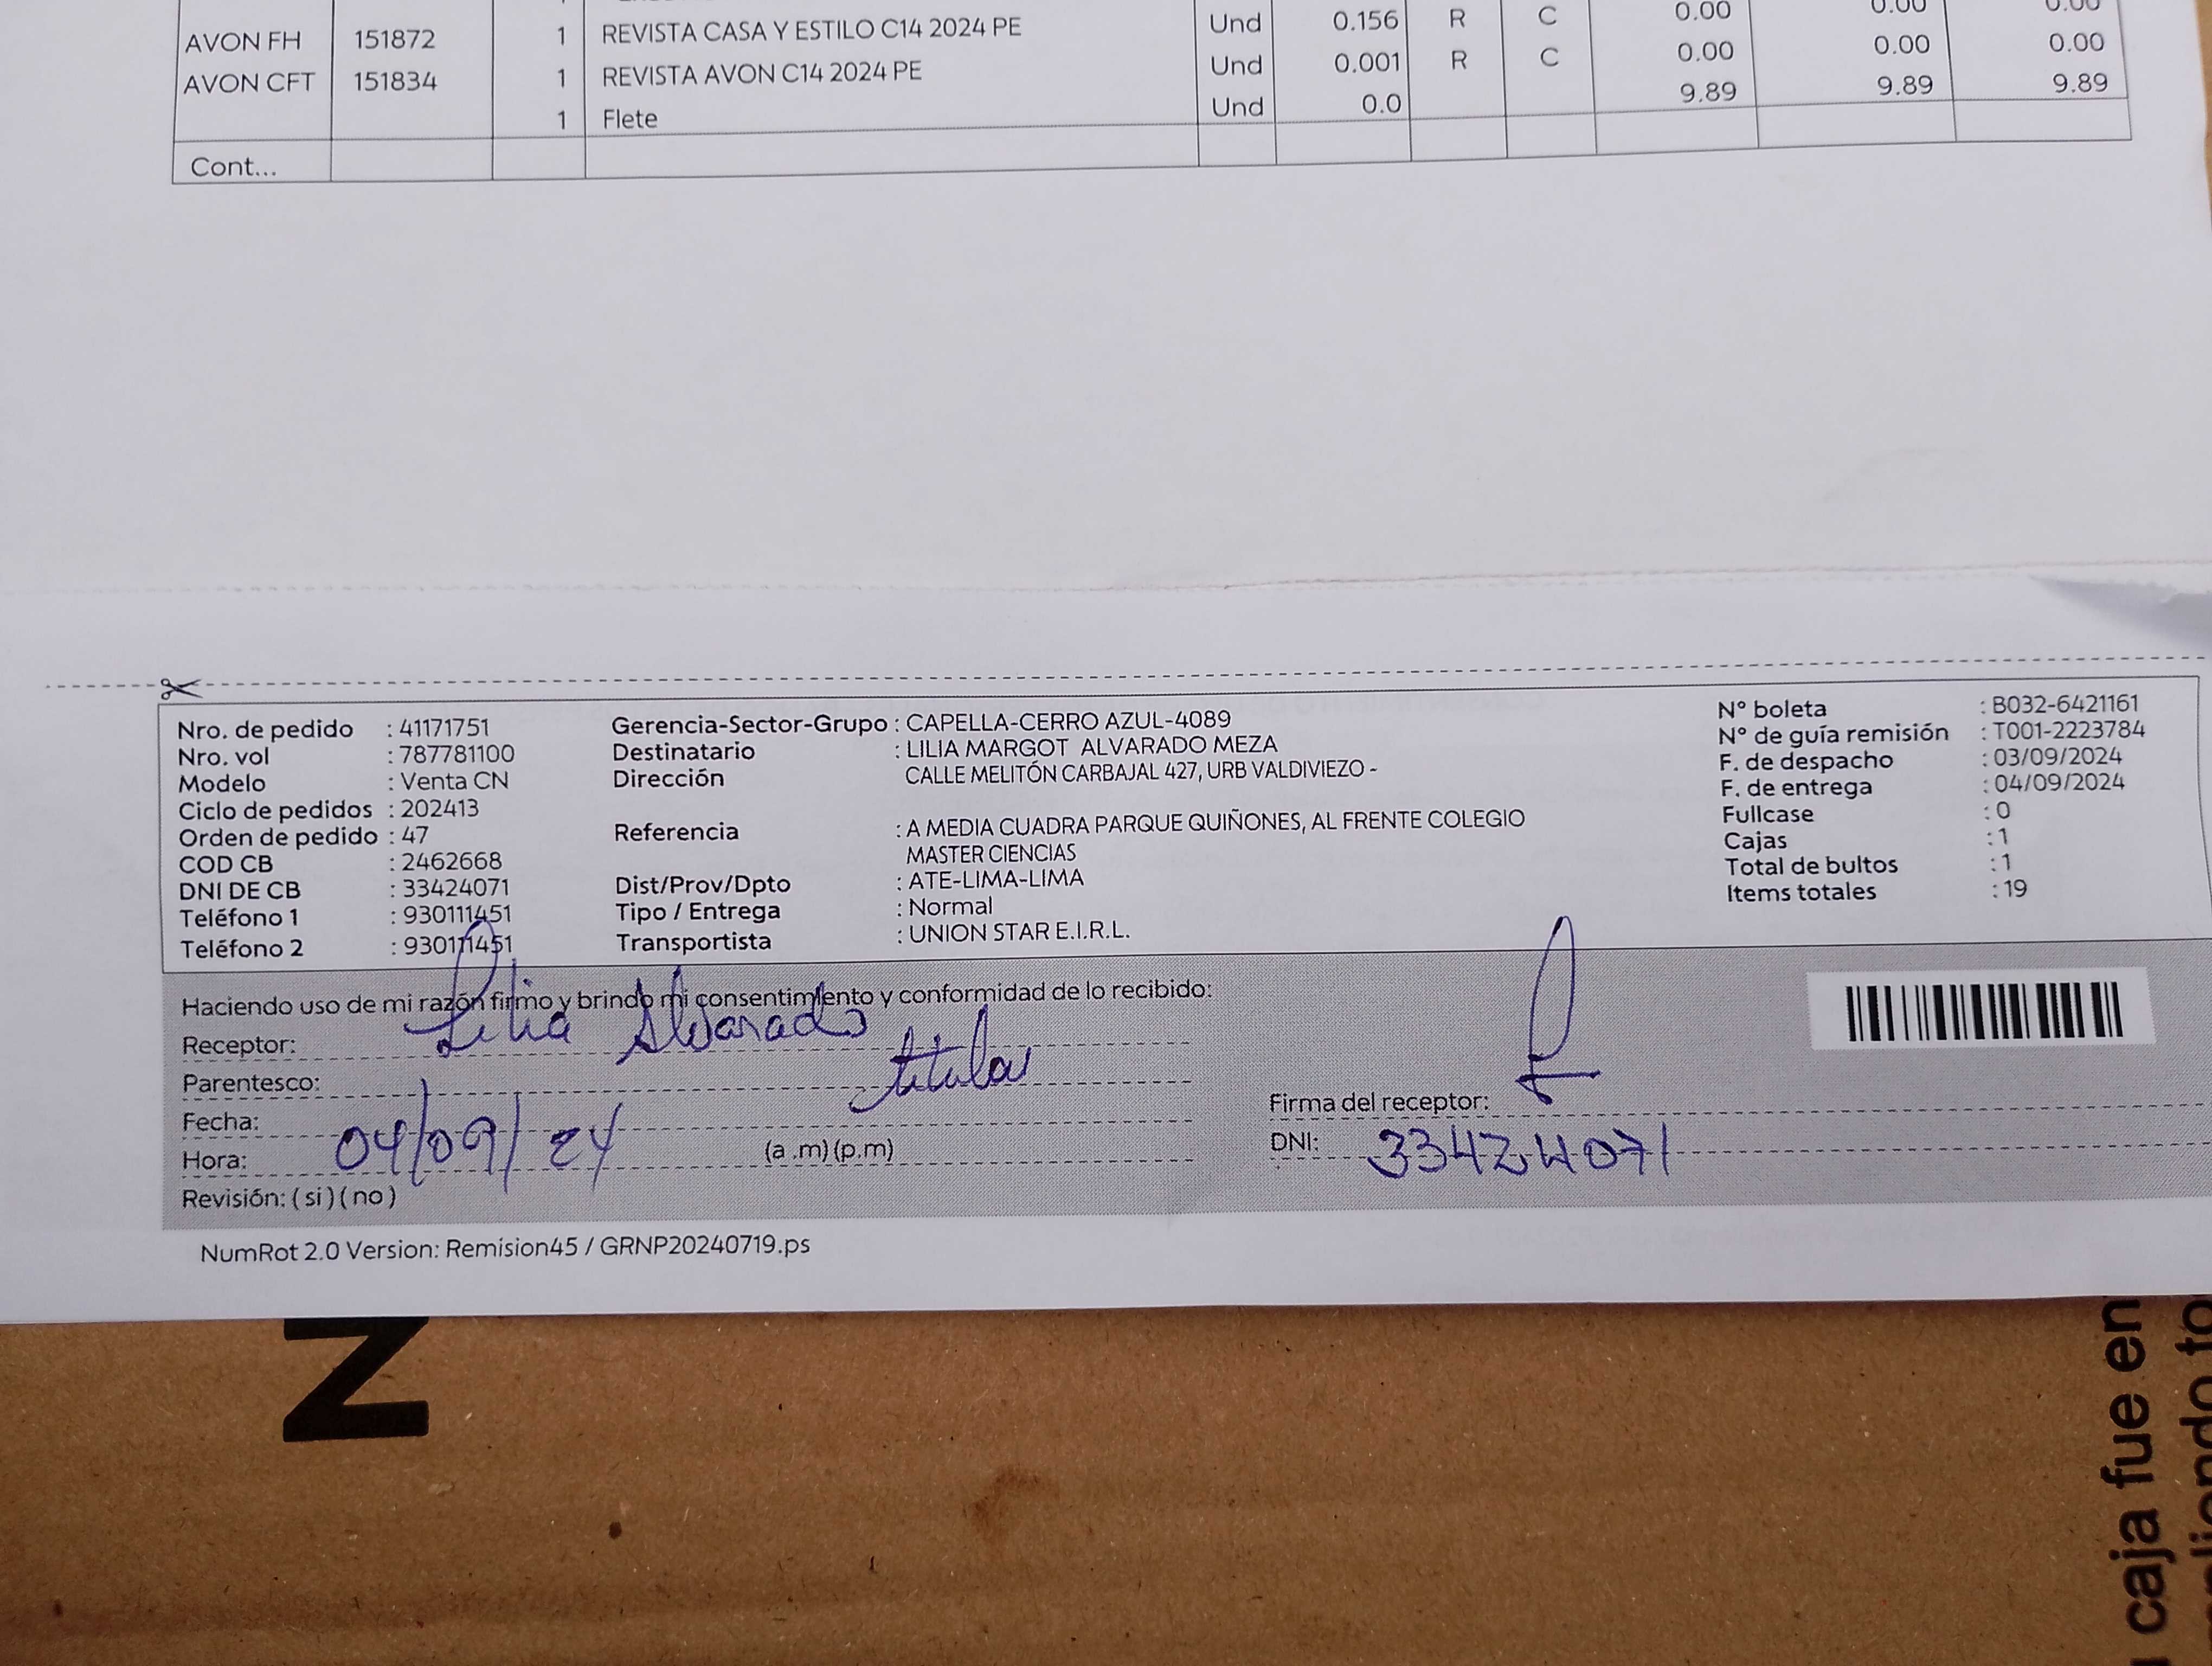 AVON FH 151872 1 REVISTA CASA Y ESTILO C14 2024 PE Und 0.156 R C 0.00 0.00 0.00
AVON CFT 151834 1 REVISTA AVON C14 2024 PE Und 0.001 R C 0.00 0.00 0.00
1 Flete Und 0.0 9.89 9.89 9.89
Cont...
Nro. de pedido : 41171751
Nro. vol : 787781100
Modelo : Venta CN
Ciclo de pedidos : 202413
Orden de pedido : 47
COD CB : 2462668
DNI DE CB : 33424071
Teléfono 1 : 930111451
Teléfono 2 : 930111451
Gerencia-Sector-Grupo : CAPELLA-CERRO AZUL-4089
Destinatario : LILIA MARGOT ALVARADO MEZA
Dirección CALLE MELITÓN CARBAJAL 427, URB VALDIVIEZO -
Referencia : A MEDIA CUADRA PARQUE QUIÑONES, AL FRENTE COLEGIO
MASTER CIENCIAS
Dist/Prov/Dpto : ATE-LIMA-LIMA
Tipo / Entrega : Normal
Transportista : UNION STAR E.I.R.L.
N° boleta : B032-6421161
N° de guía remisión : T001-2223784
F. de despacho : 03/09/2024
F. de entrega : 04/09/2024
Fullcase : 0
Cajas : 1
Total de bultos : 1
Items totales : 19
Haciendo uso de mi razón firmo y brindo mi consentimiento y conformidad de lo recibido:
Receptor: Lilia Alvarado
Parentesco: titular
Fecha: 04/09/24
Hora: (a .m) (p.m)
Revisión: ( si ) ( no )
Firma del receptor:
DNI: 33424071
NumRot 2.0 Version: Remision45 / GRNP20240719.ps
N
caja fue en